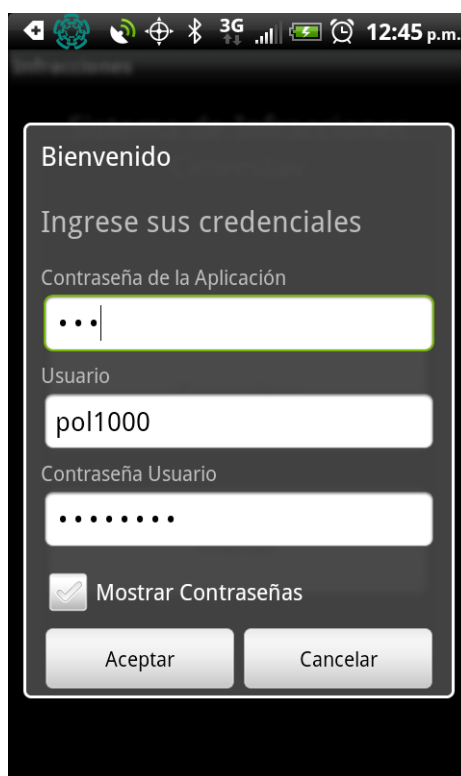 3G 12:45 p.m.
Infracciones
Bienvenido
Ingrese sus credenciales
Contraseña de la Aplicación
•••
Usuario
pol1000
Contraseña Usuario
••••••••
Mostrar Contraseñas
Aceptar Cancelar